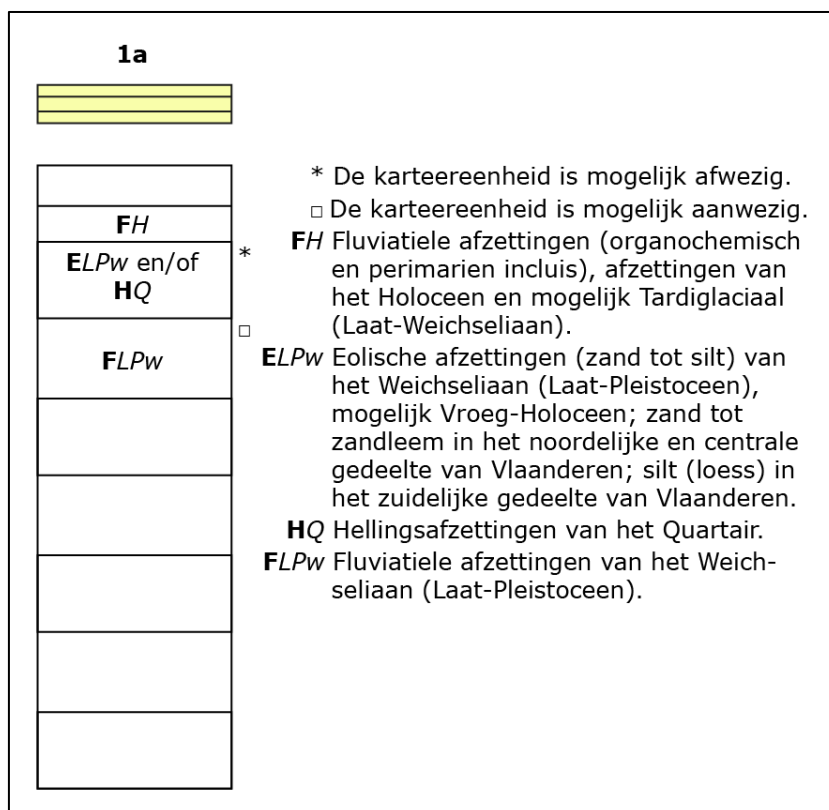 1a
FH
ELPw en/of
HQ
*
□
FLPw
* De karteereenheid is mogelijk afwezig.
□ De karteereenheid is mogelijk aanwezig.
FH Fluviatiele afzettingen (organochemisch
en perimarien incluis), afzettingen van
het Holoceen en mogelijk Tardiglaciaal
(Laat-Weichseliaan).
ELPw Eolische afzettingen (zand tot silt) van
het Weichseliaan (Laat-Pleistoceen),
mogelijk Vroeg-Holoceen; zand tot
zandleem in het noordelijke en centrale
gedeelte van Vlaanderen; silt (loess) in
het zuidelijke gedeelte van Vlaanderen.
HQ Hellingsafzettingen van het Quartair.
FLPw Fluviatiele afzettingen van het Weich-
seliaan (Laat-Pleistoceen).